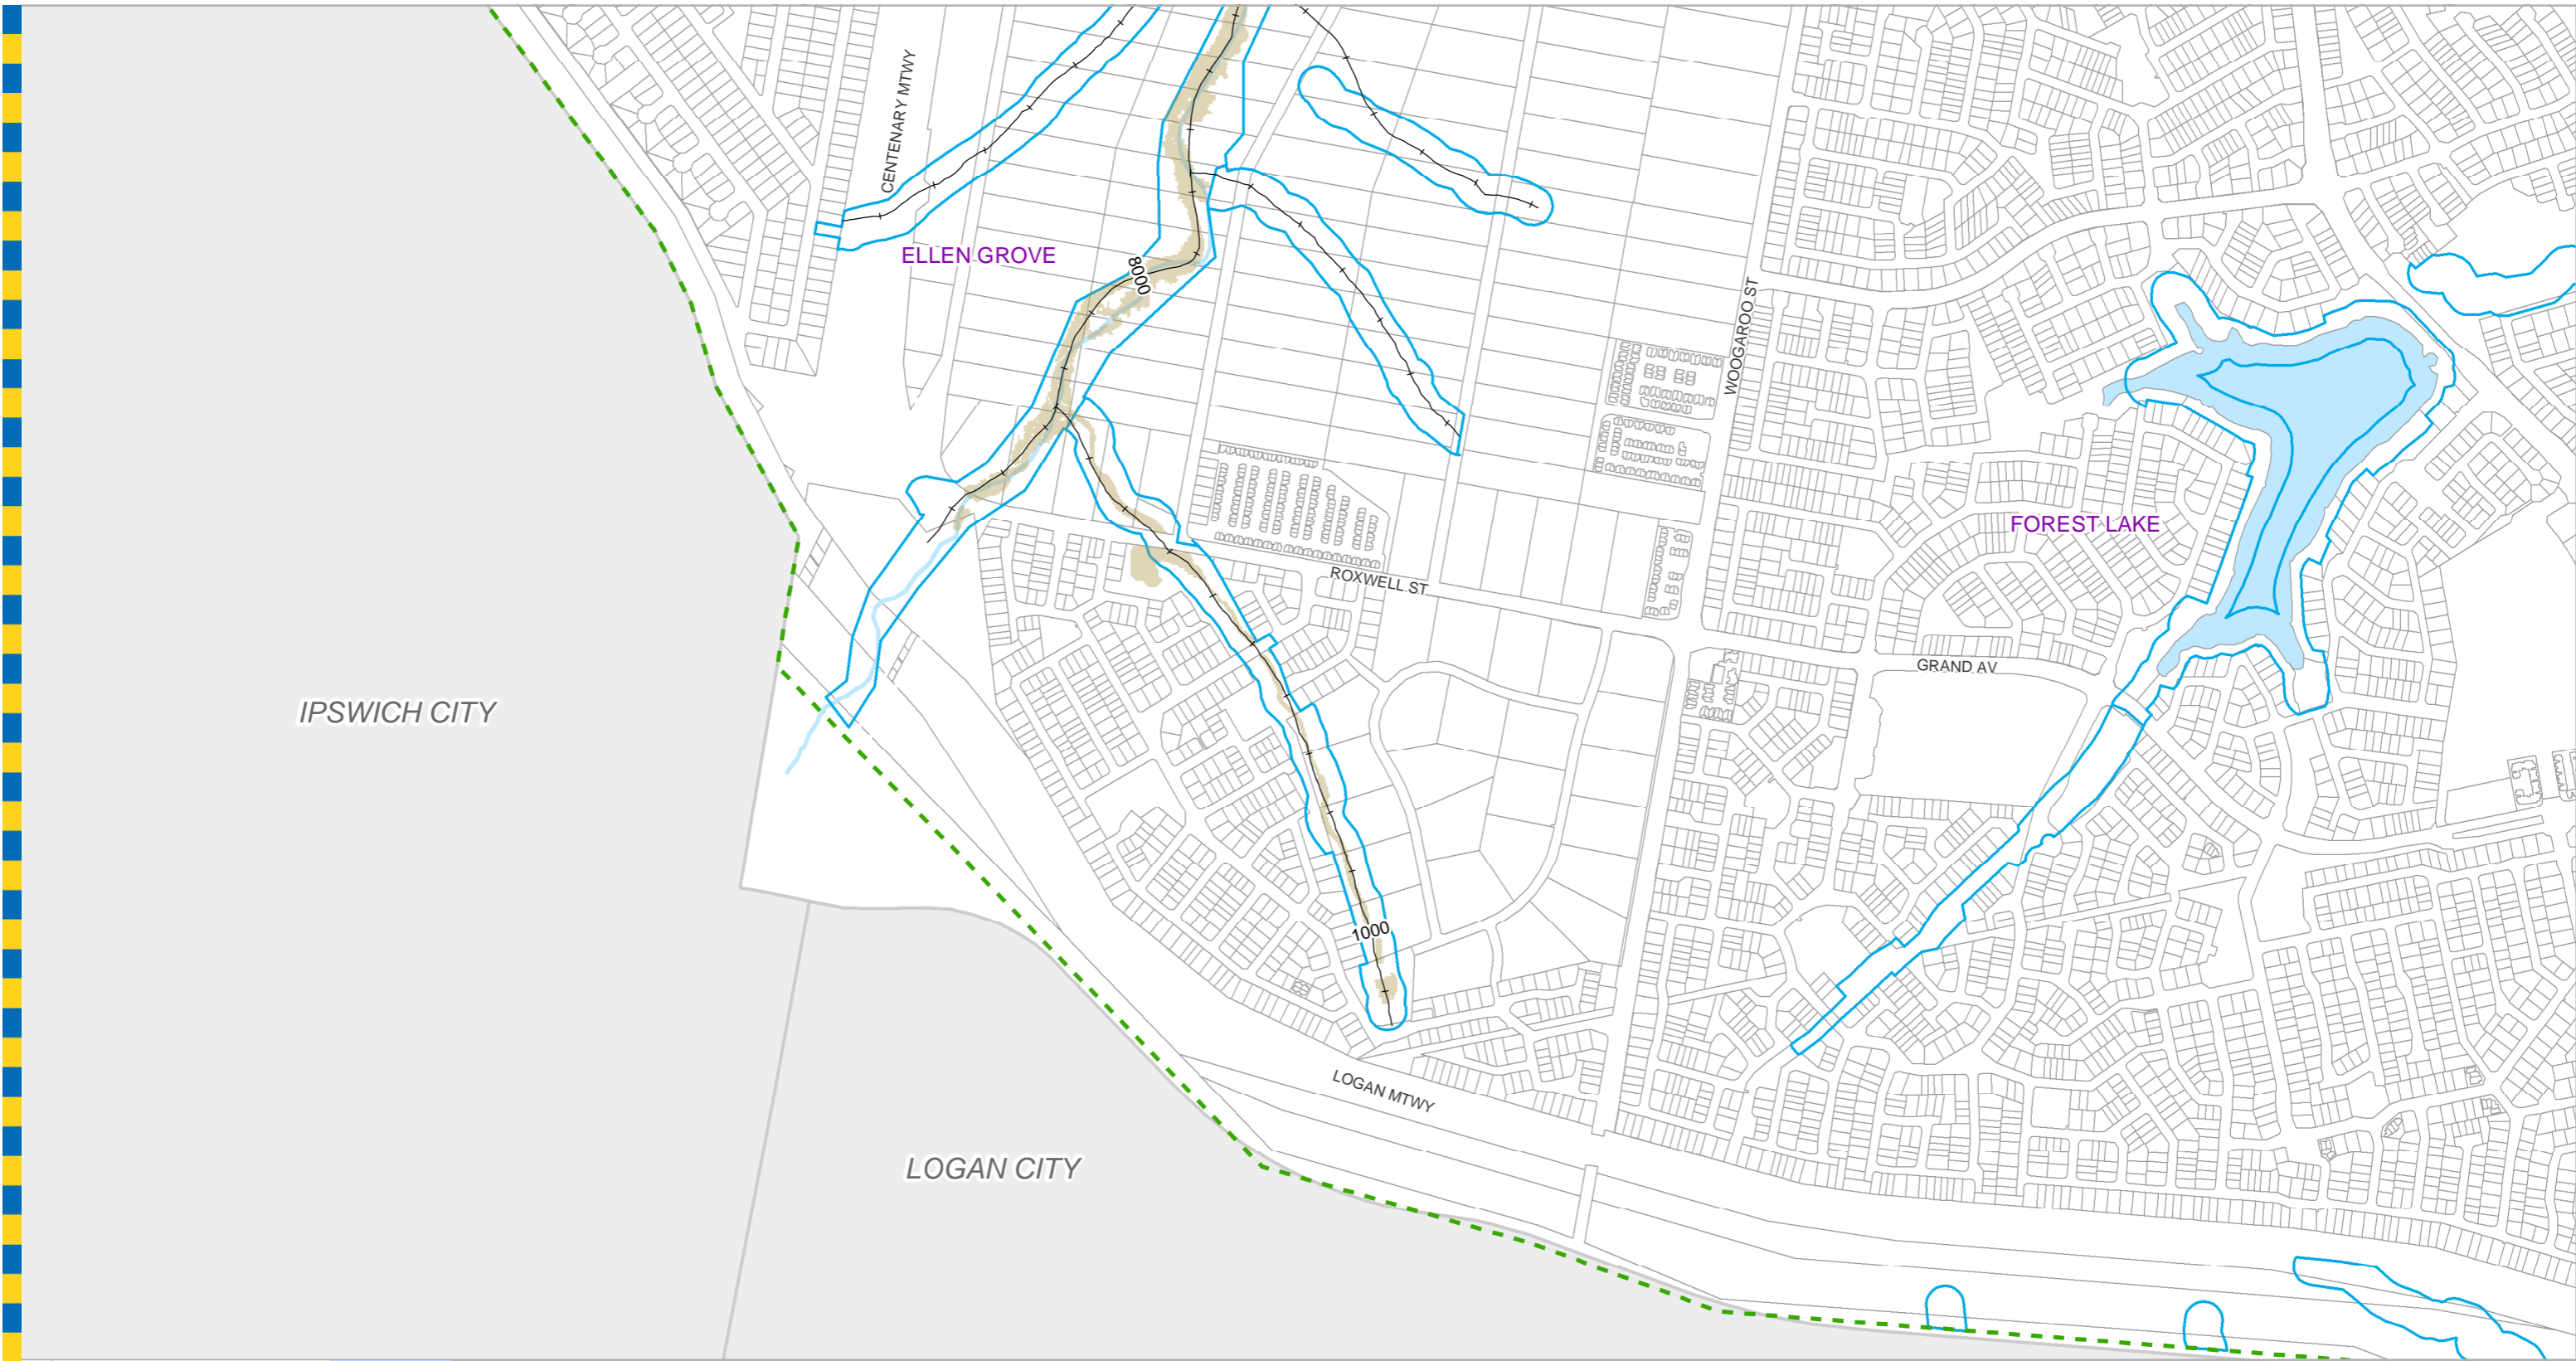 CENTENARY MTWY
ELLEN GROVE
8000
WOOGAROO ST
FOREST LAKE
ROXWELL ST
GRAND AV
IPSWICH CITY
1000
LOGAN MTWY
LOGAN CITY